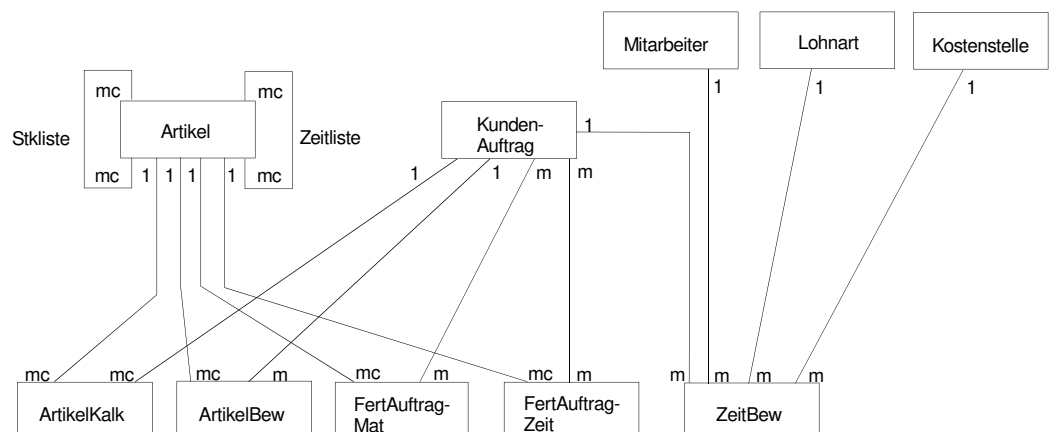 Mitarbeiter
Lohnart
Kostenstelle
mc
mc
1
1
1
Stkliste
Artikel
Zeitliste
Kunden-
Auftrag
1
mc
1
1
1
1
mc
1
1
m
m
mc
mc
mc
m
mc
m
mc
m
m
m
m
m
ArtikelKalk
ArtikelBew
FertAuftrag-
Mat
FertAuftrag-
Zeit
ZeitBew